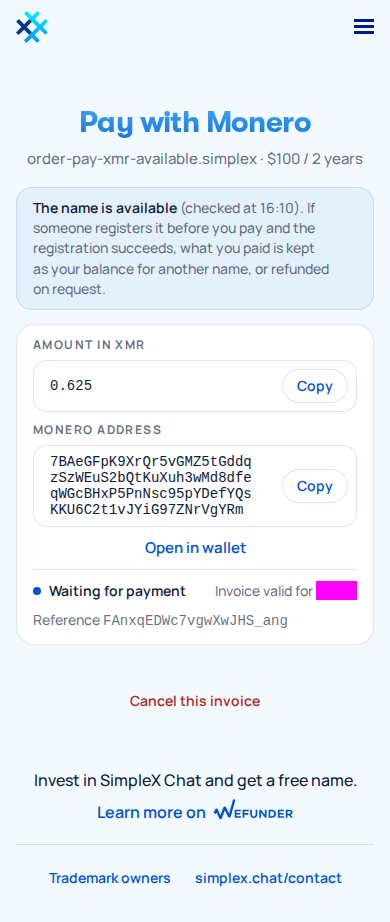 Pay with Monero
order-pay-xmr-available.simplex · $100 / 2 years
The name is available (checked at 16:10). If
someone registers it before you pay and the
registration succeeds, what you paid is kept
as your balance for another name, or refunded
on request.
AMOUNT IN XMR
0.625
Copy
MONERO ADDRESS
7BAeGFpK9XrQr5vGMZ5tGddq
zSzWEuS2bQtKuXuh3wMd8dfe
qWGcBHxP5PnNsc95pYDefYQs
KKU6C2t1vJYiG97ZNrVgYRm
Copy
Open in wallet
Waiting for payment
Invoice valid for
Reference FAnxqEDWc7vgwXwJHS_ang
Cancel this invoice
Invest in SimpleX Chat and get a free name.
Learn more on WEFUNDER
Trademark owners
simplex.chat/contact